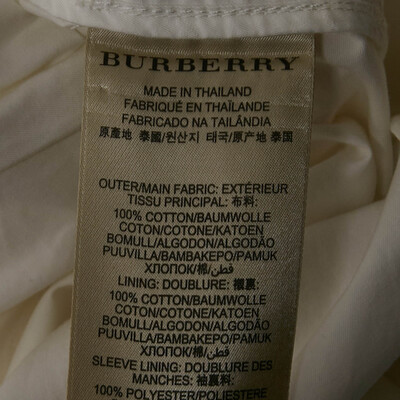 BURBERRY
MADE IN THAILAND
FABRIQUÉ EN THAÏLANDE
FABRICADO NA TAILÂNDIA
原產地 泰國/원산지 태국/原产地 泰国
OUTER/MAIN FABRIC: EXTÉRIEUR
TISSU PRINCIPAL: 布料:
100% COTTON/BAUMWOLLE
COTON/COTONE/KATOEN
BOMULL/ALGODON/ALGODÃO
PUUVILLA/BAMBAKEPO/PAMUK
ХЛОПОК/棉/قطن
LINING: DOUBLURE: 襯裏:
100% COTTON/BAUMWOLLE
COTON/COTONE/KATOEN
BOMULL/ALGODON/ALGODÃO
PUUVILLA/BAMBAKEPO/PAMUK
ХЛОПОК/棉/قطن
SLEEVE LINING: DOUBLURE DES
MANCHES: 袖裏料:
100% POLYESTER/POLIESTERE